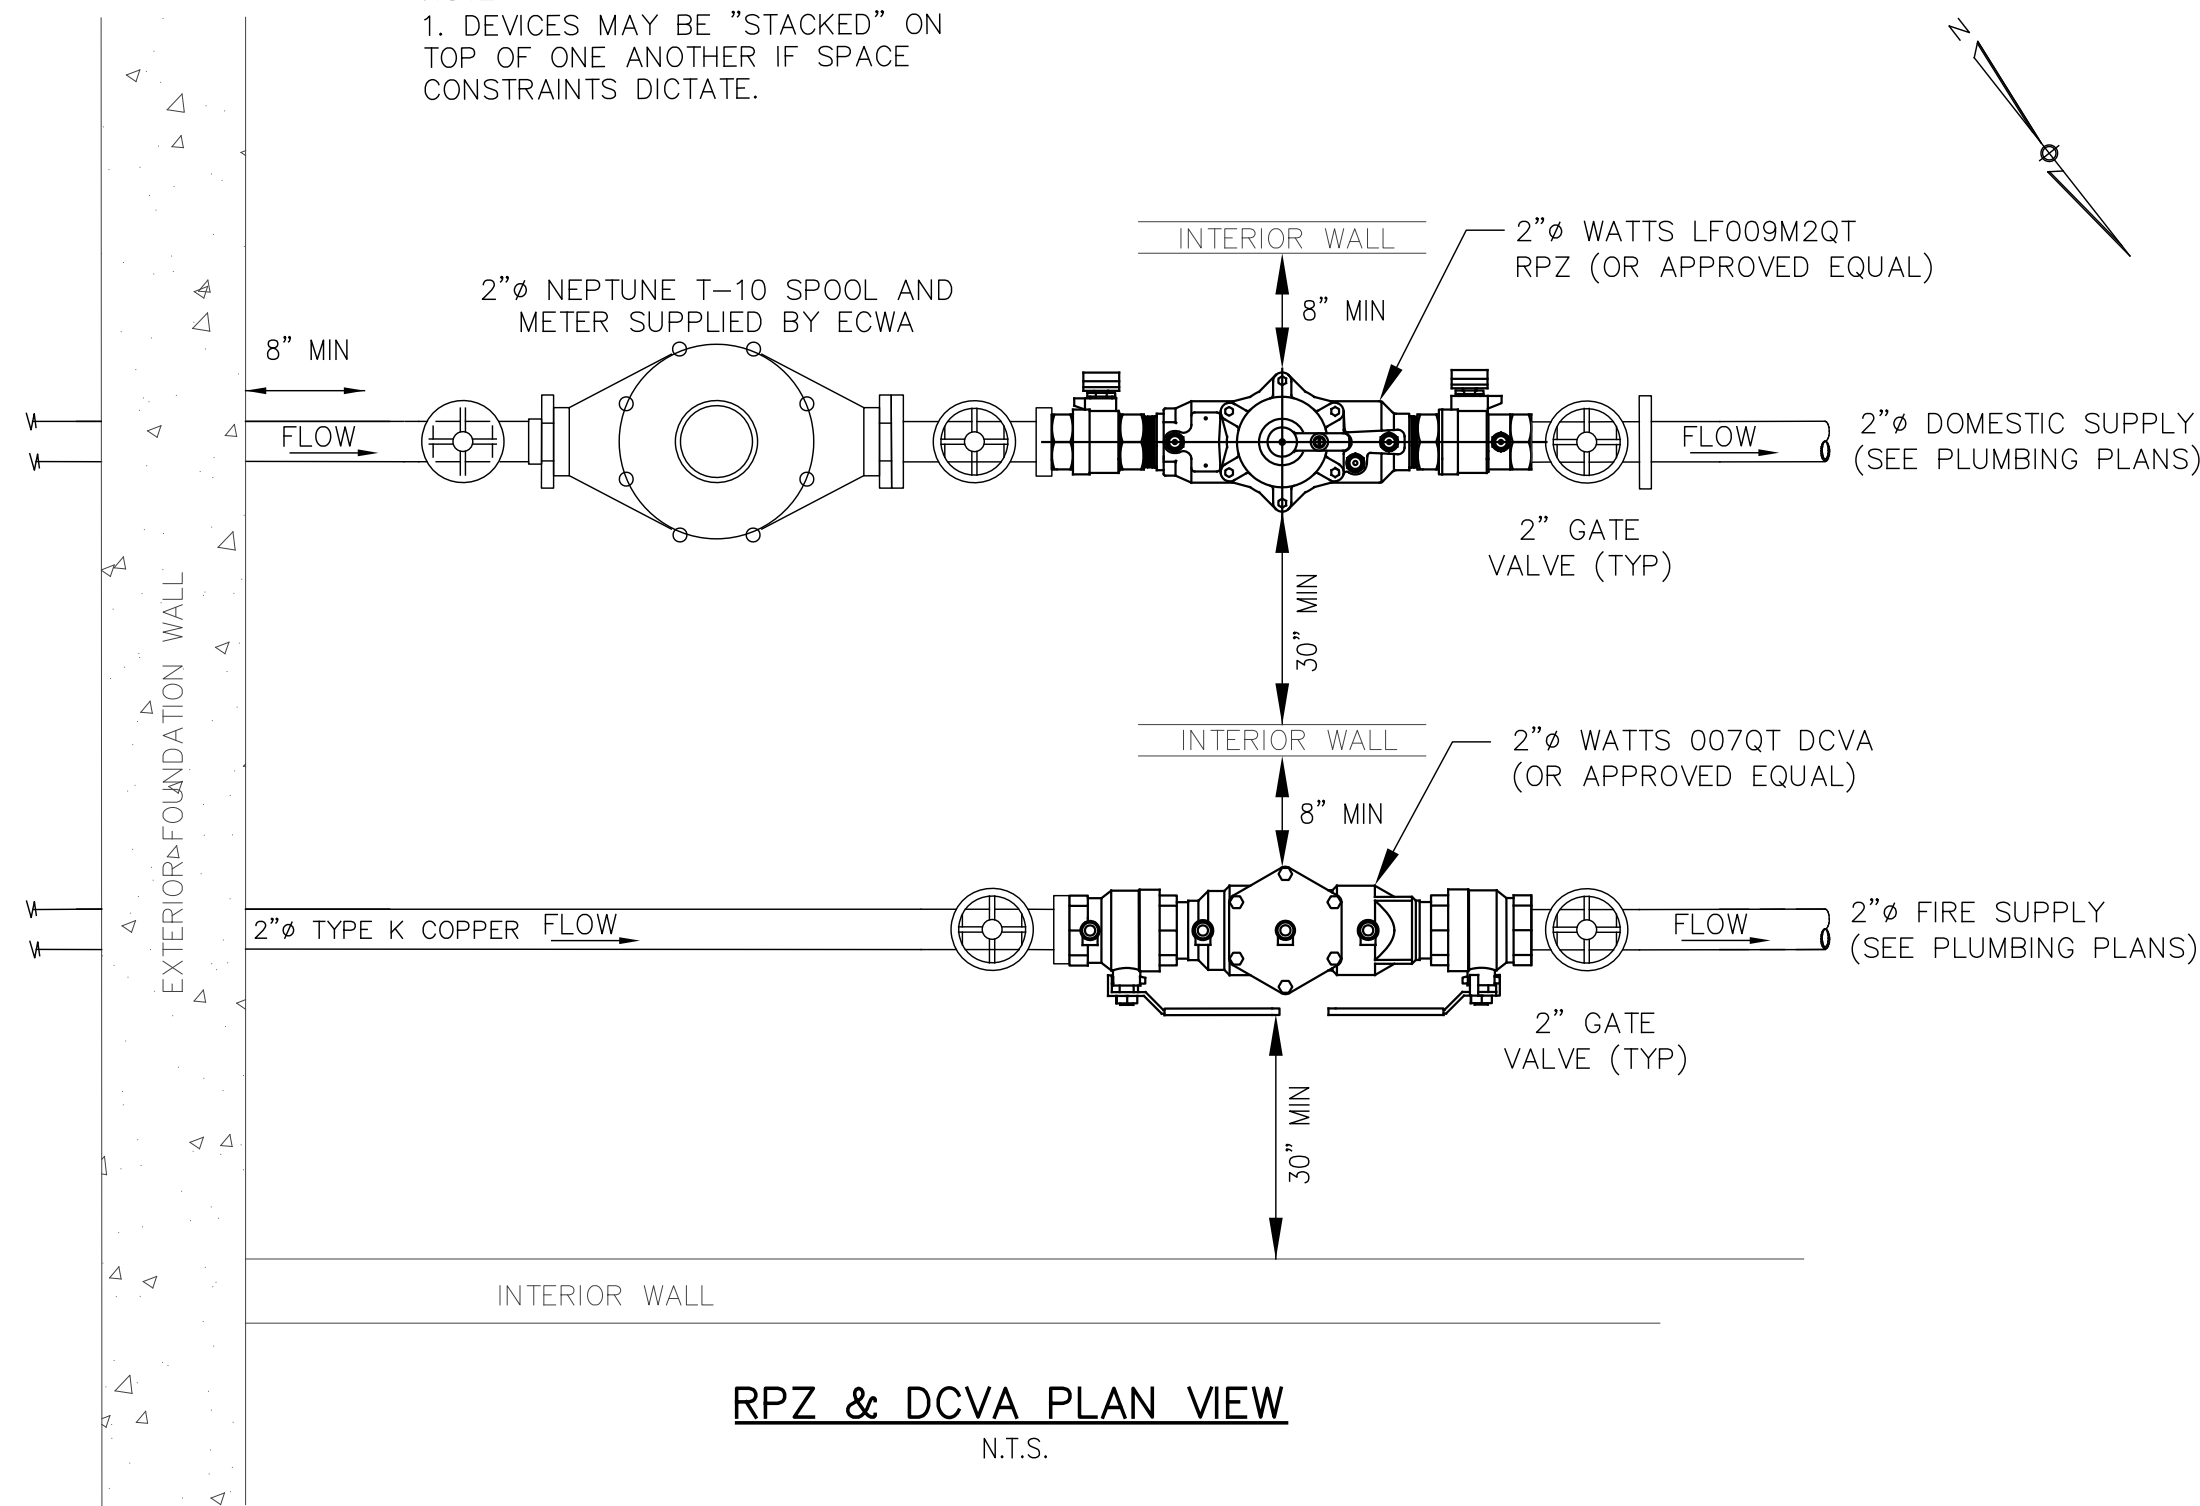 1. DEVICES MAY BE "STACKED" ON
TOP OF ONE ANOTHER IF SPACE
CONSTRAINTS DICTATE.
N
INTERIOR WALL
2"ø WATTS LF009M2QT
RPZ (OR APPROVED EQUAL)
2"ø NEPTUNE T-10 SPOOL AND
METER SUPPLIED BY ECWA
8" MIN
8" MIN
FLOW
FLOW
2"ø DOMESTIC SUPPLY
(SEE PLUMBING PLANS)
2" GATE
VALVE (TYP)
30" MIN
EXTERIOR FOUNDATION WALL
INTERIOR WALL
2"ø WATTS 007QT DCVA
(OR APPROVED EQUAL)
8" MIN
2"ø TYPE K COPPER
FLOW
FLOW
2"ø FIRE SUPPLY
(SEE PLUMBING PLANS)
2" GATE
VALVE (TYP)
30" MIN
INTERIOR WALL
RPZ & DCVA PLAN VIEW
N.T.S.